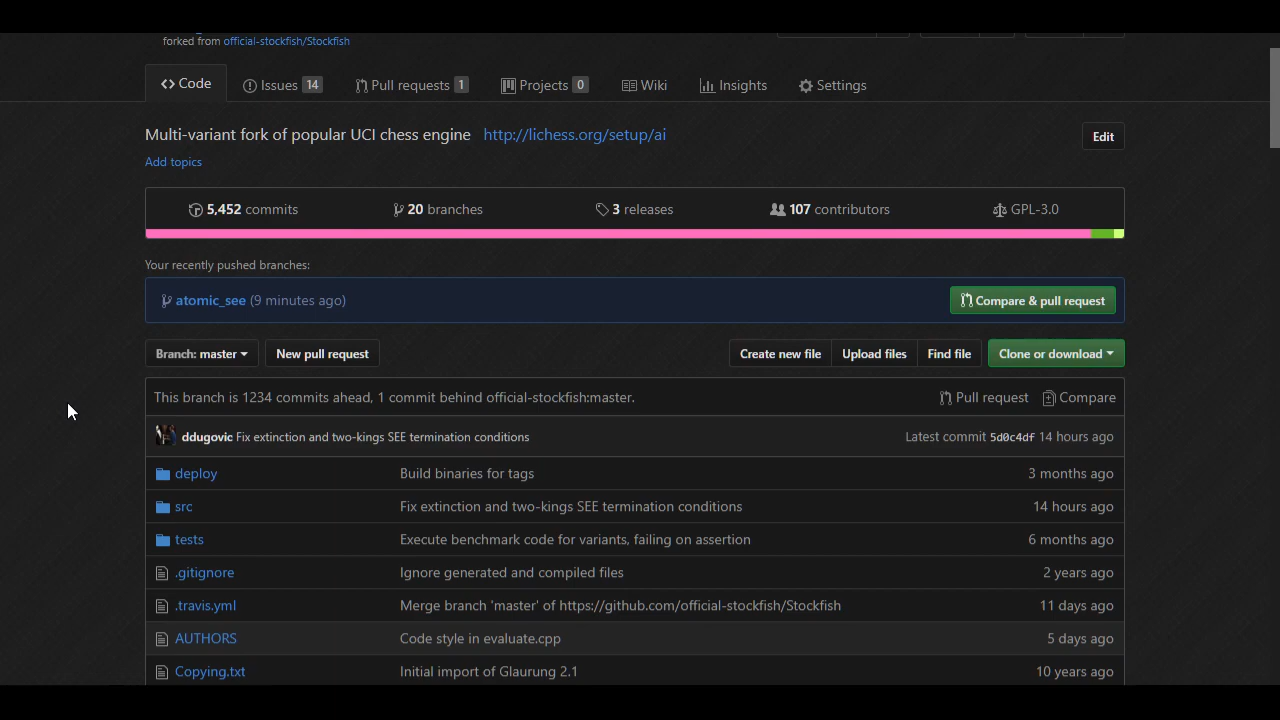 forked from official-stockfish/Stockfish
Code Issues 14 Pull requests 1 Projects 0 Wiki Insights Settings
Multi-variant fork of popular UCI chess engine http://lichess.org/setup/ai Edit
Add topics
5,452 commits 20 branches 3 releases 107 contributors GPL-3.0
Your recently pushed branches:
atomic_see (9 minutes ago) Compare & pull request
Branch: master New pull request Create new file Upload files Find file Clone or download
This branch is 1234 commits ahead, 1 commit behind official-stockfish:master. Pull request Compare
ddugovic Fix extinction and two-kings SEE termination conditions Latest commit 5d0c4df 14 hours ago
deploy Build binaries for tags 3 months ago
src Fix extinction and two-kings SEE termination conditions 14 hours ago
tests Execute benchmark code for variants, failing on assertion 6 months ago
.gitignore Ignore generated and compiled files 2 years ago
.travis.yml Merge branch 'master' of https://github.com/official-stockfish/Stockfish 11 days ago
AUTHORS Code style in evaluate.cpp 5 days ago
Copying.txt Initial import of Glaurung 2.1 10 years ago